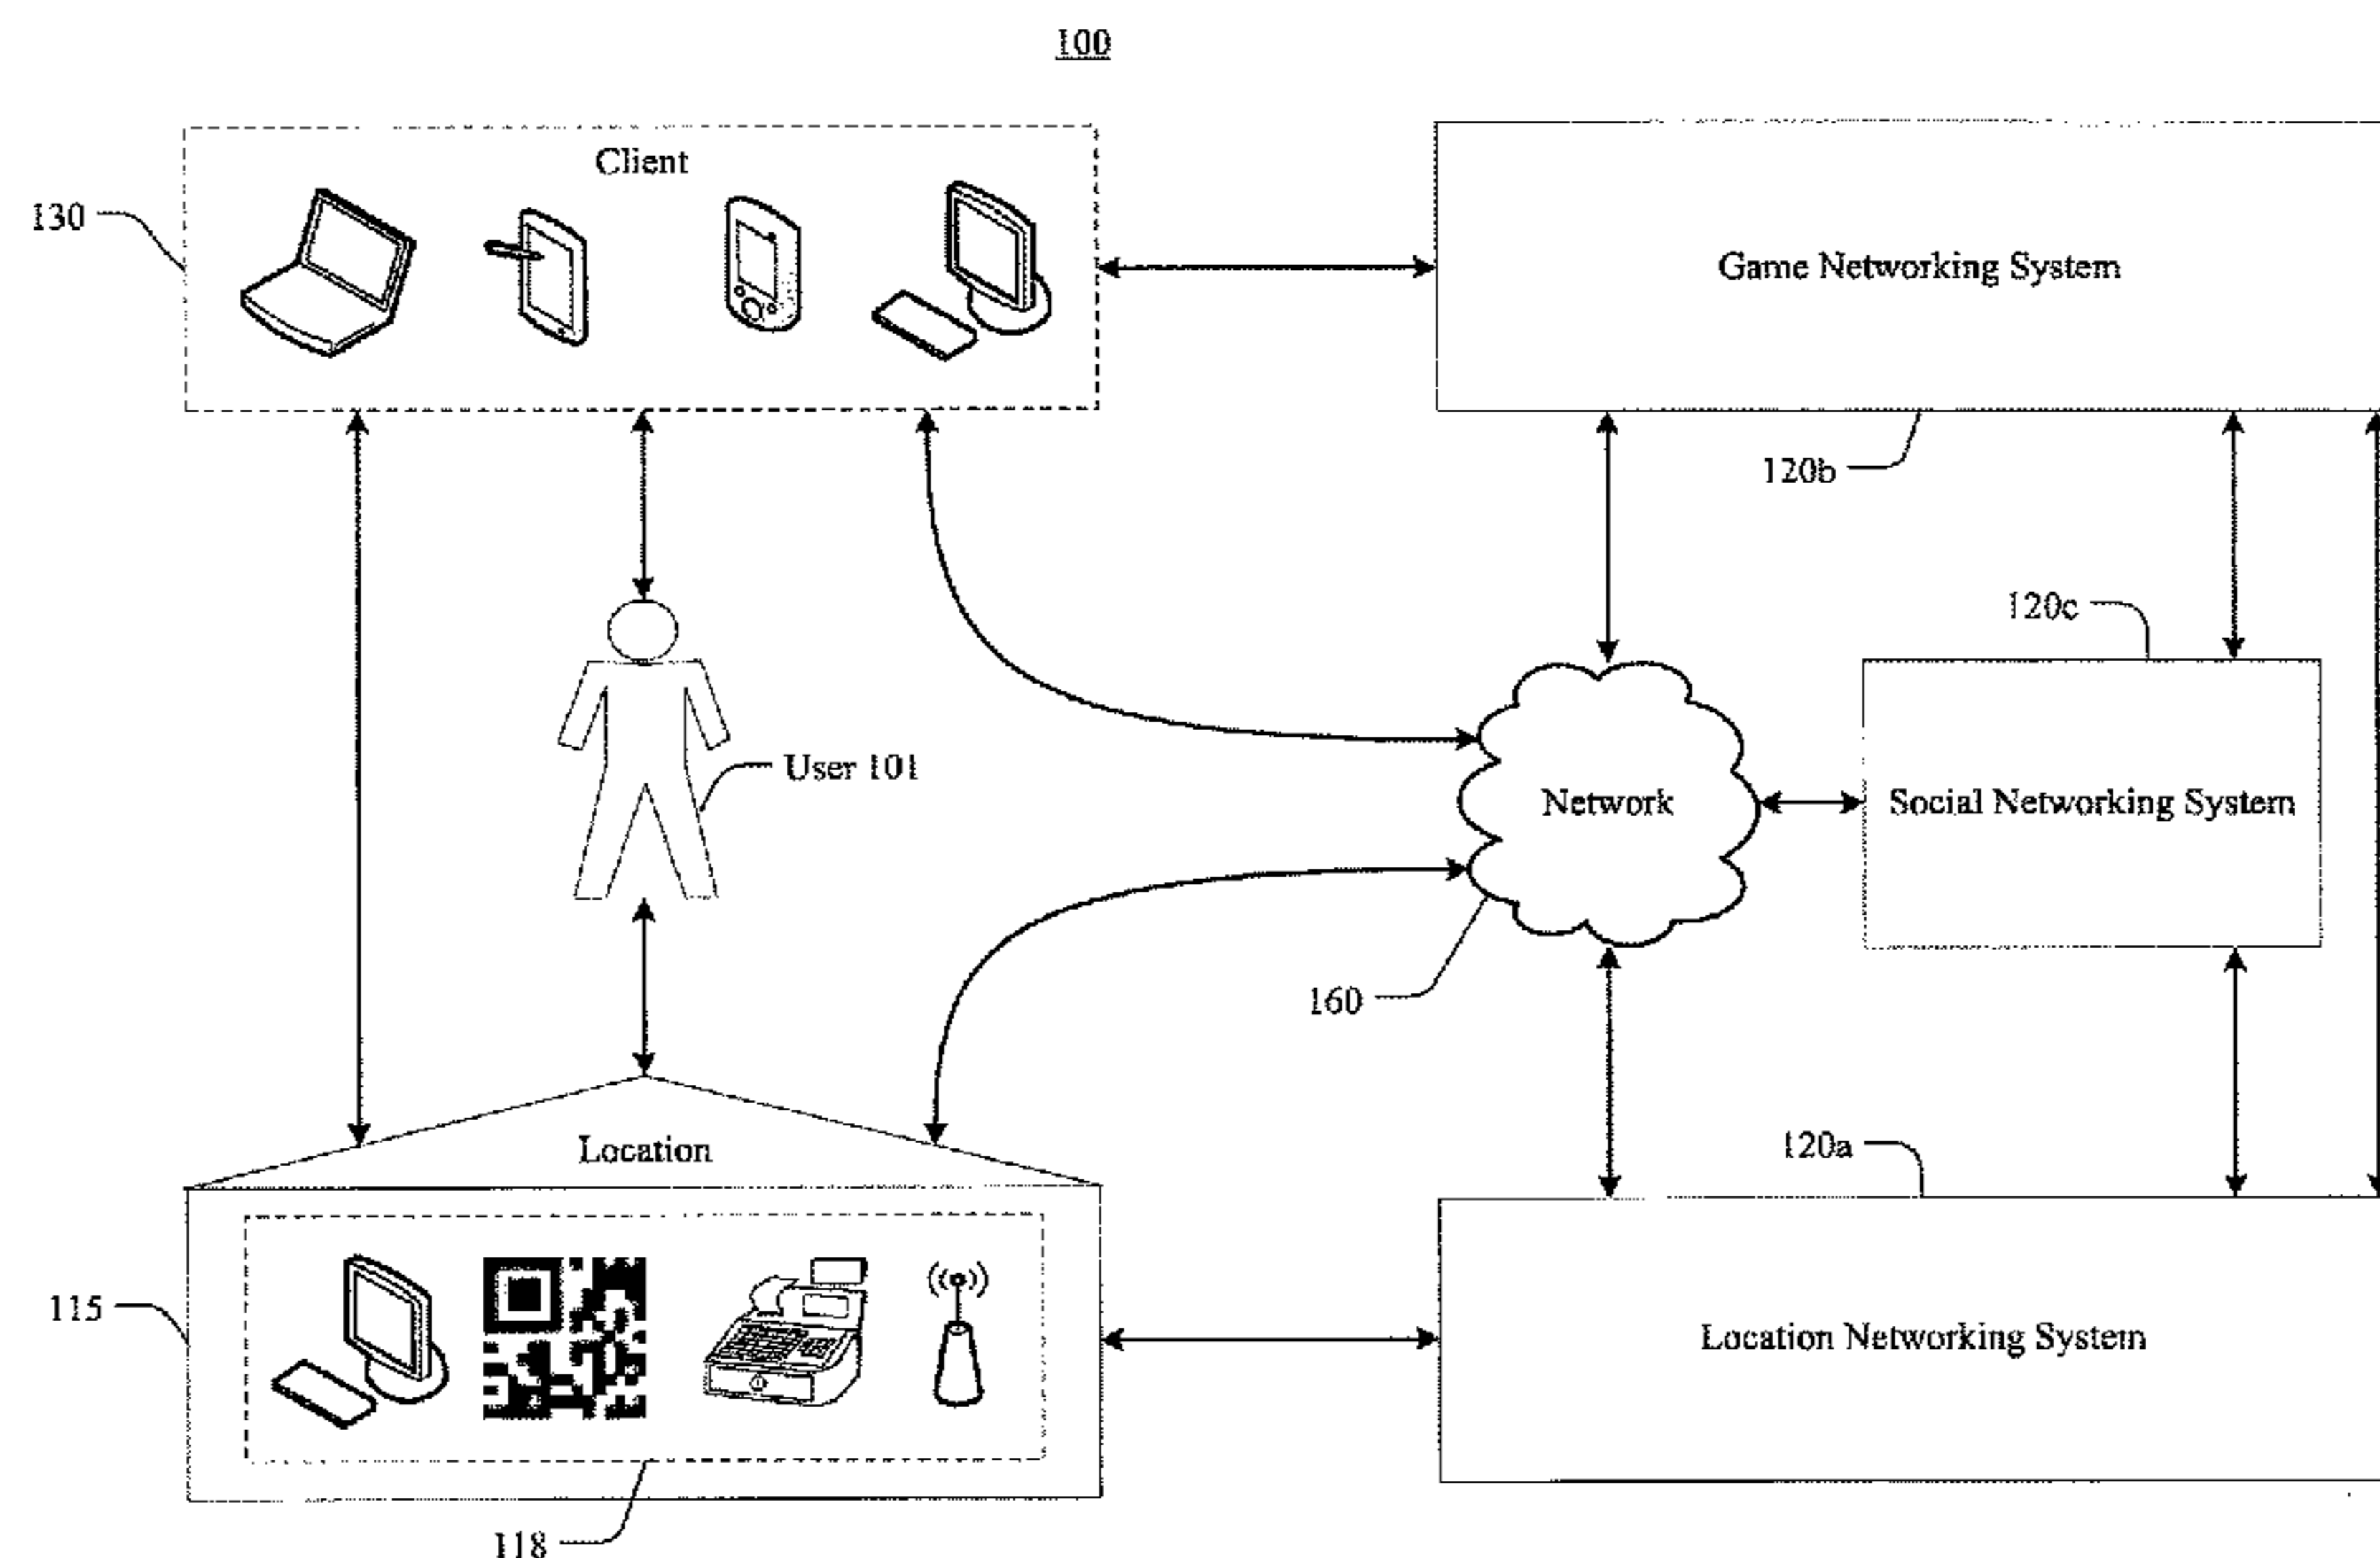 100
Client
130
Game Networking System
120b
120c
User 101
Network
Social Networking System
160
120a
Location
115
Location Networking System
118